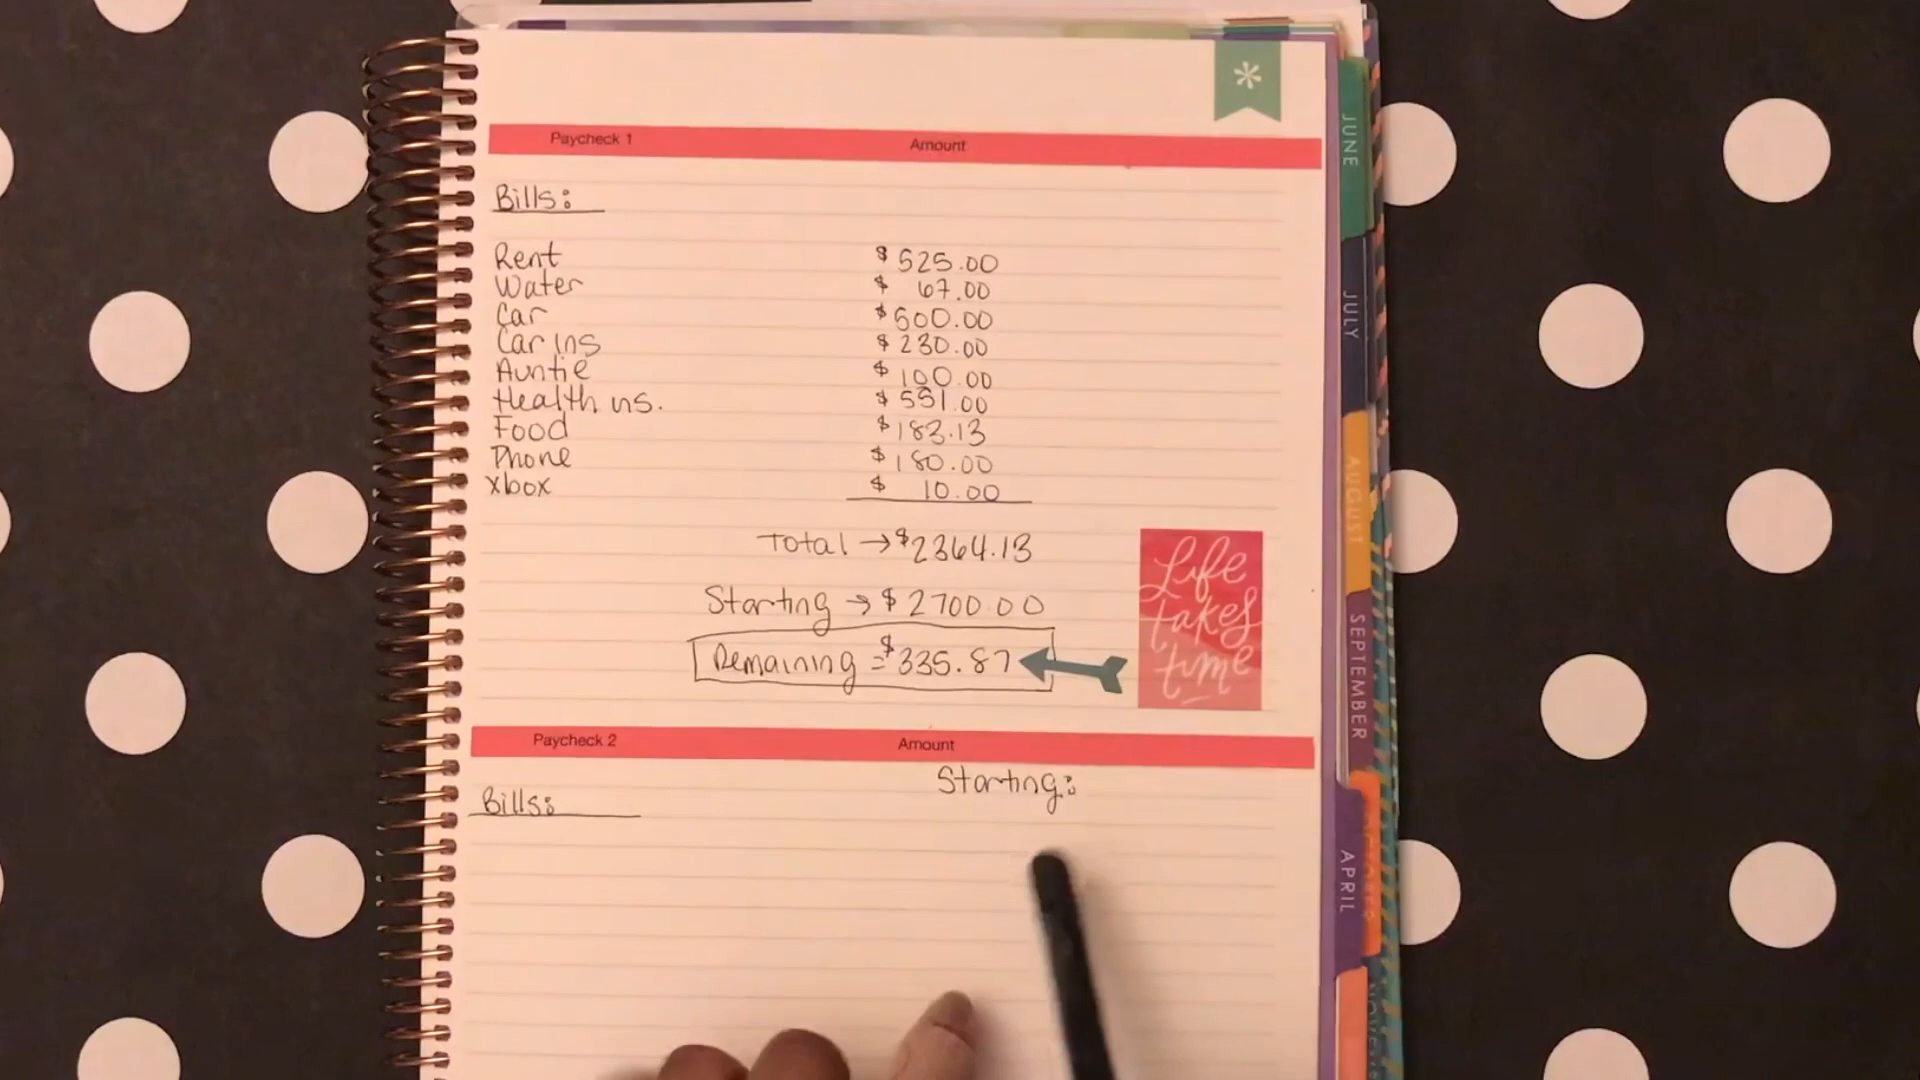 *
Paycheck 1 Amount
Bills:
Rent $525.00
Water $ 67.00
Car $500.00
Car Ins $230.00
Auntie $100.00
Health ins. $551.00
Food $183.13
Phone $180.00
xbox $ 10.00
Total → $2364.13
Starting → $2700.00
Remaining = $335.87
Life
takes
time
Paycheck 2 Amount
Starting:
Bills:
JUNE
JULY
AUGUST
SEPTEMBER
APRIL